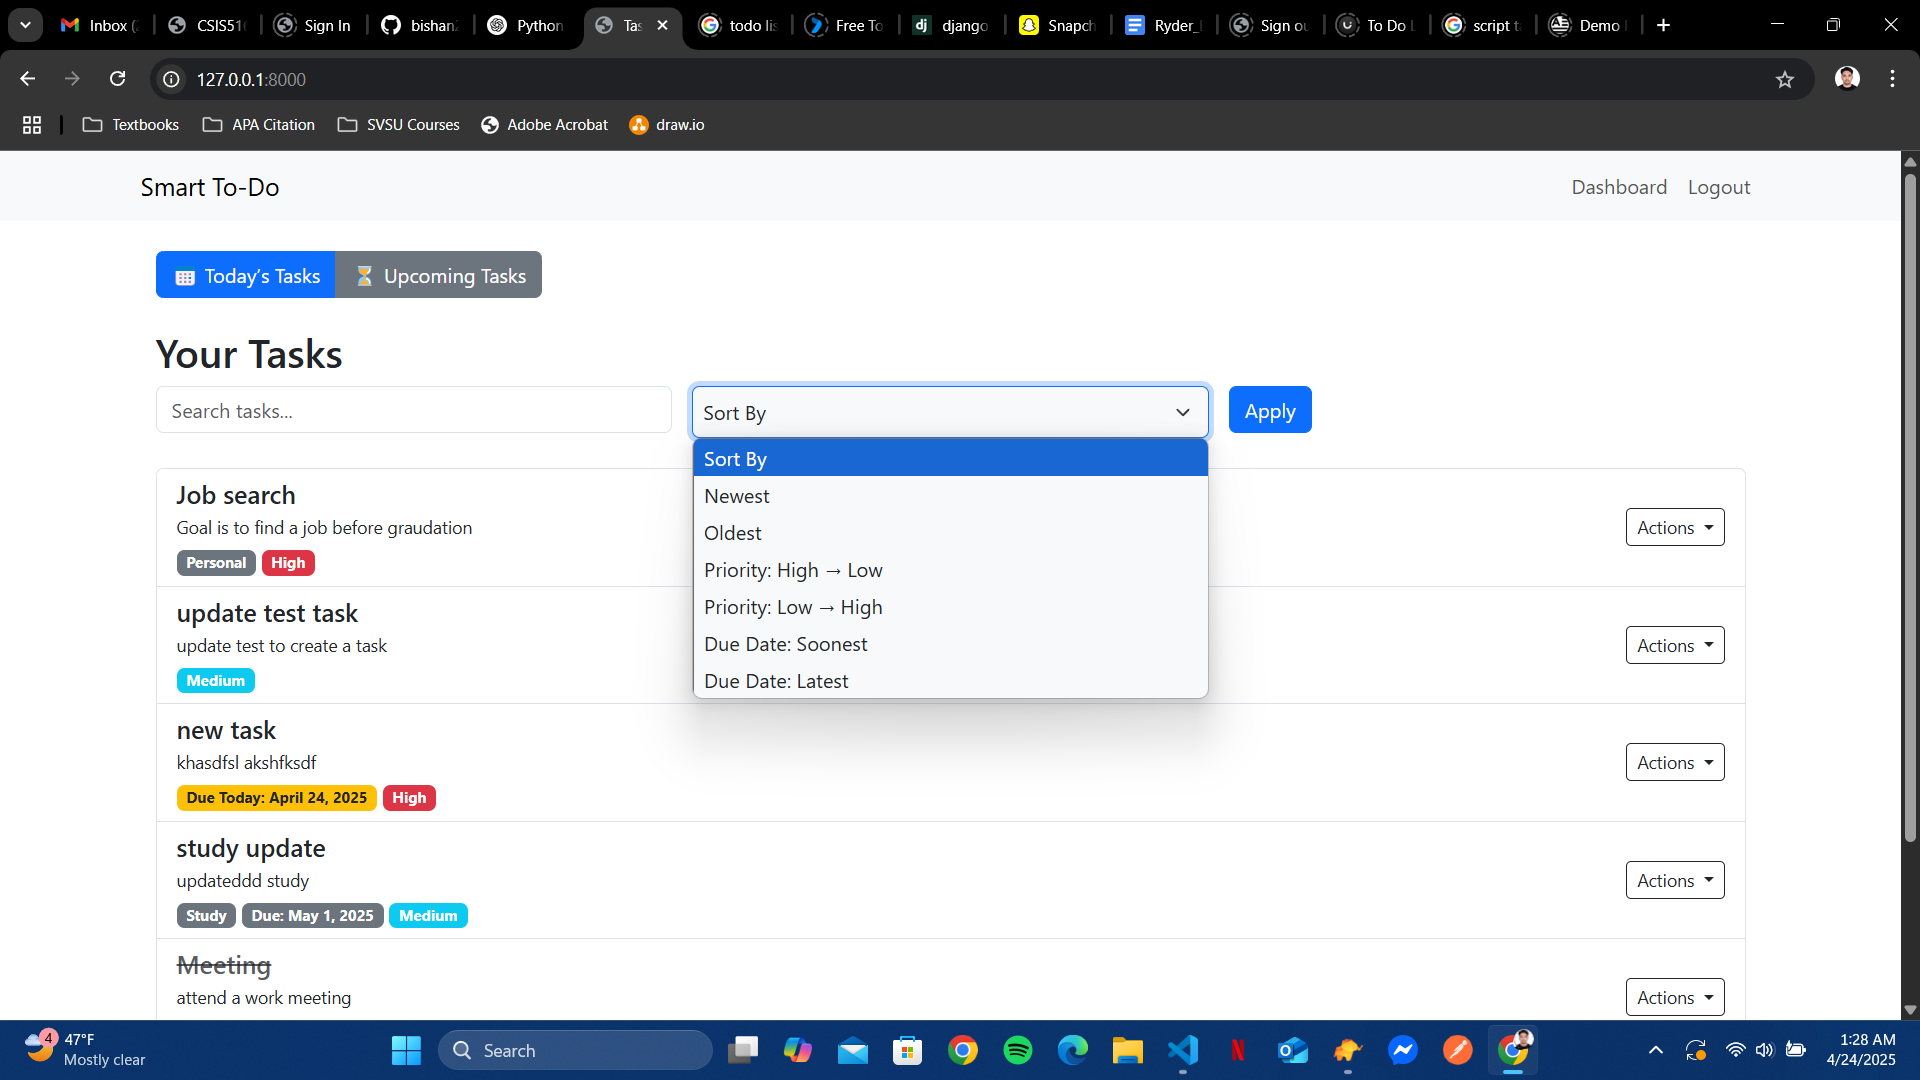 Inbox (
CSIS51
Sign In
bishan
Python
Tas
todo lis
Free To
django
Snapch
Ryder_
Sign ou
To Do L
script t
Demo
127.0.0.1:8000
Textbooks
APA Citation
SVSU Courses
Adobe Acrobat
draw.io
Smart To-Do
Dashboard
Logout
Today's Tasks
Upcoming Tasks
Your Tasks
Search tasks...
Sort By
Apply
Sort By
Newest
Oldest
Priority: High → Low
Priority: Low → High
Due Date: Soonest
Due Date: Latest
Job search
Goal is to find a job before graudation
Personal High
Actions
update test task
update test to create a task
Medium
Actions
new task
khasdfsl akshfksdf
Due Today: April 24, 2025 High
Actions
study update
updateddd study
Study Due: May 1, 2025 Medium
Actions
Meeting
attend a work meeting
Actions
4
47°F
Mostly clear
Search
1:28 AM
4/24/2025